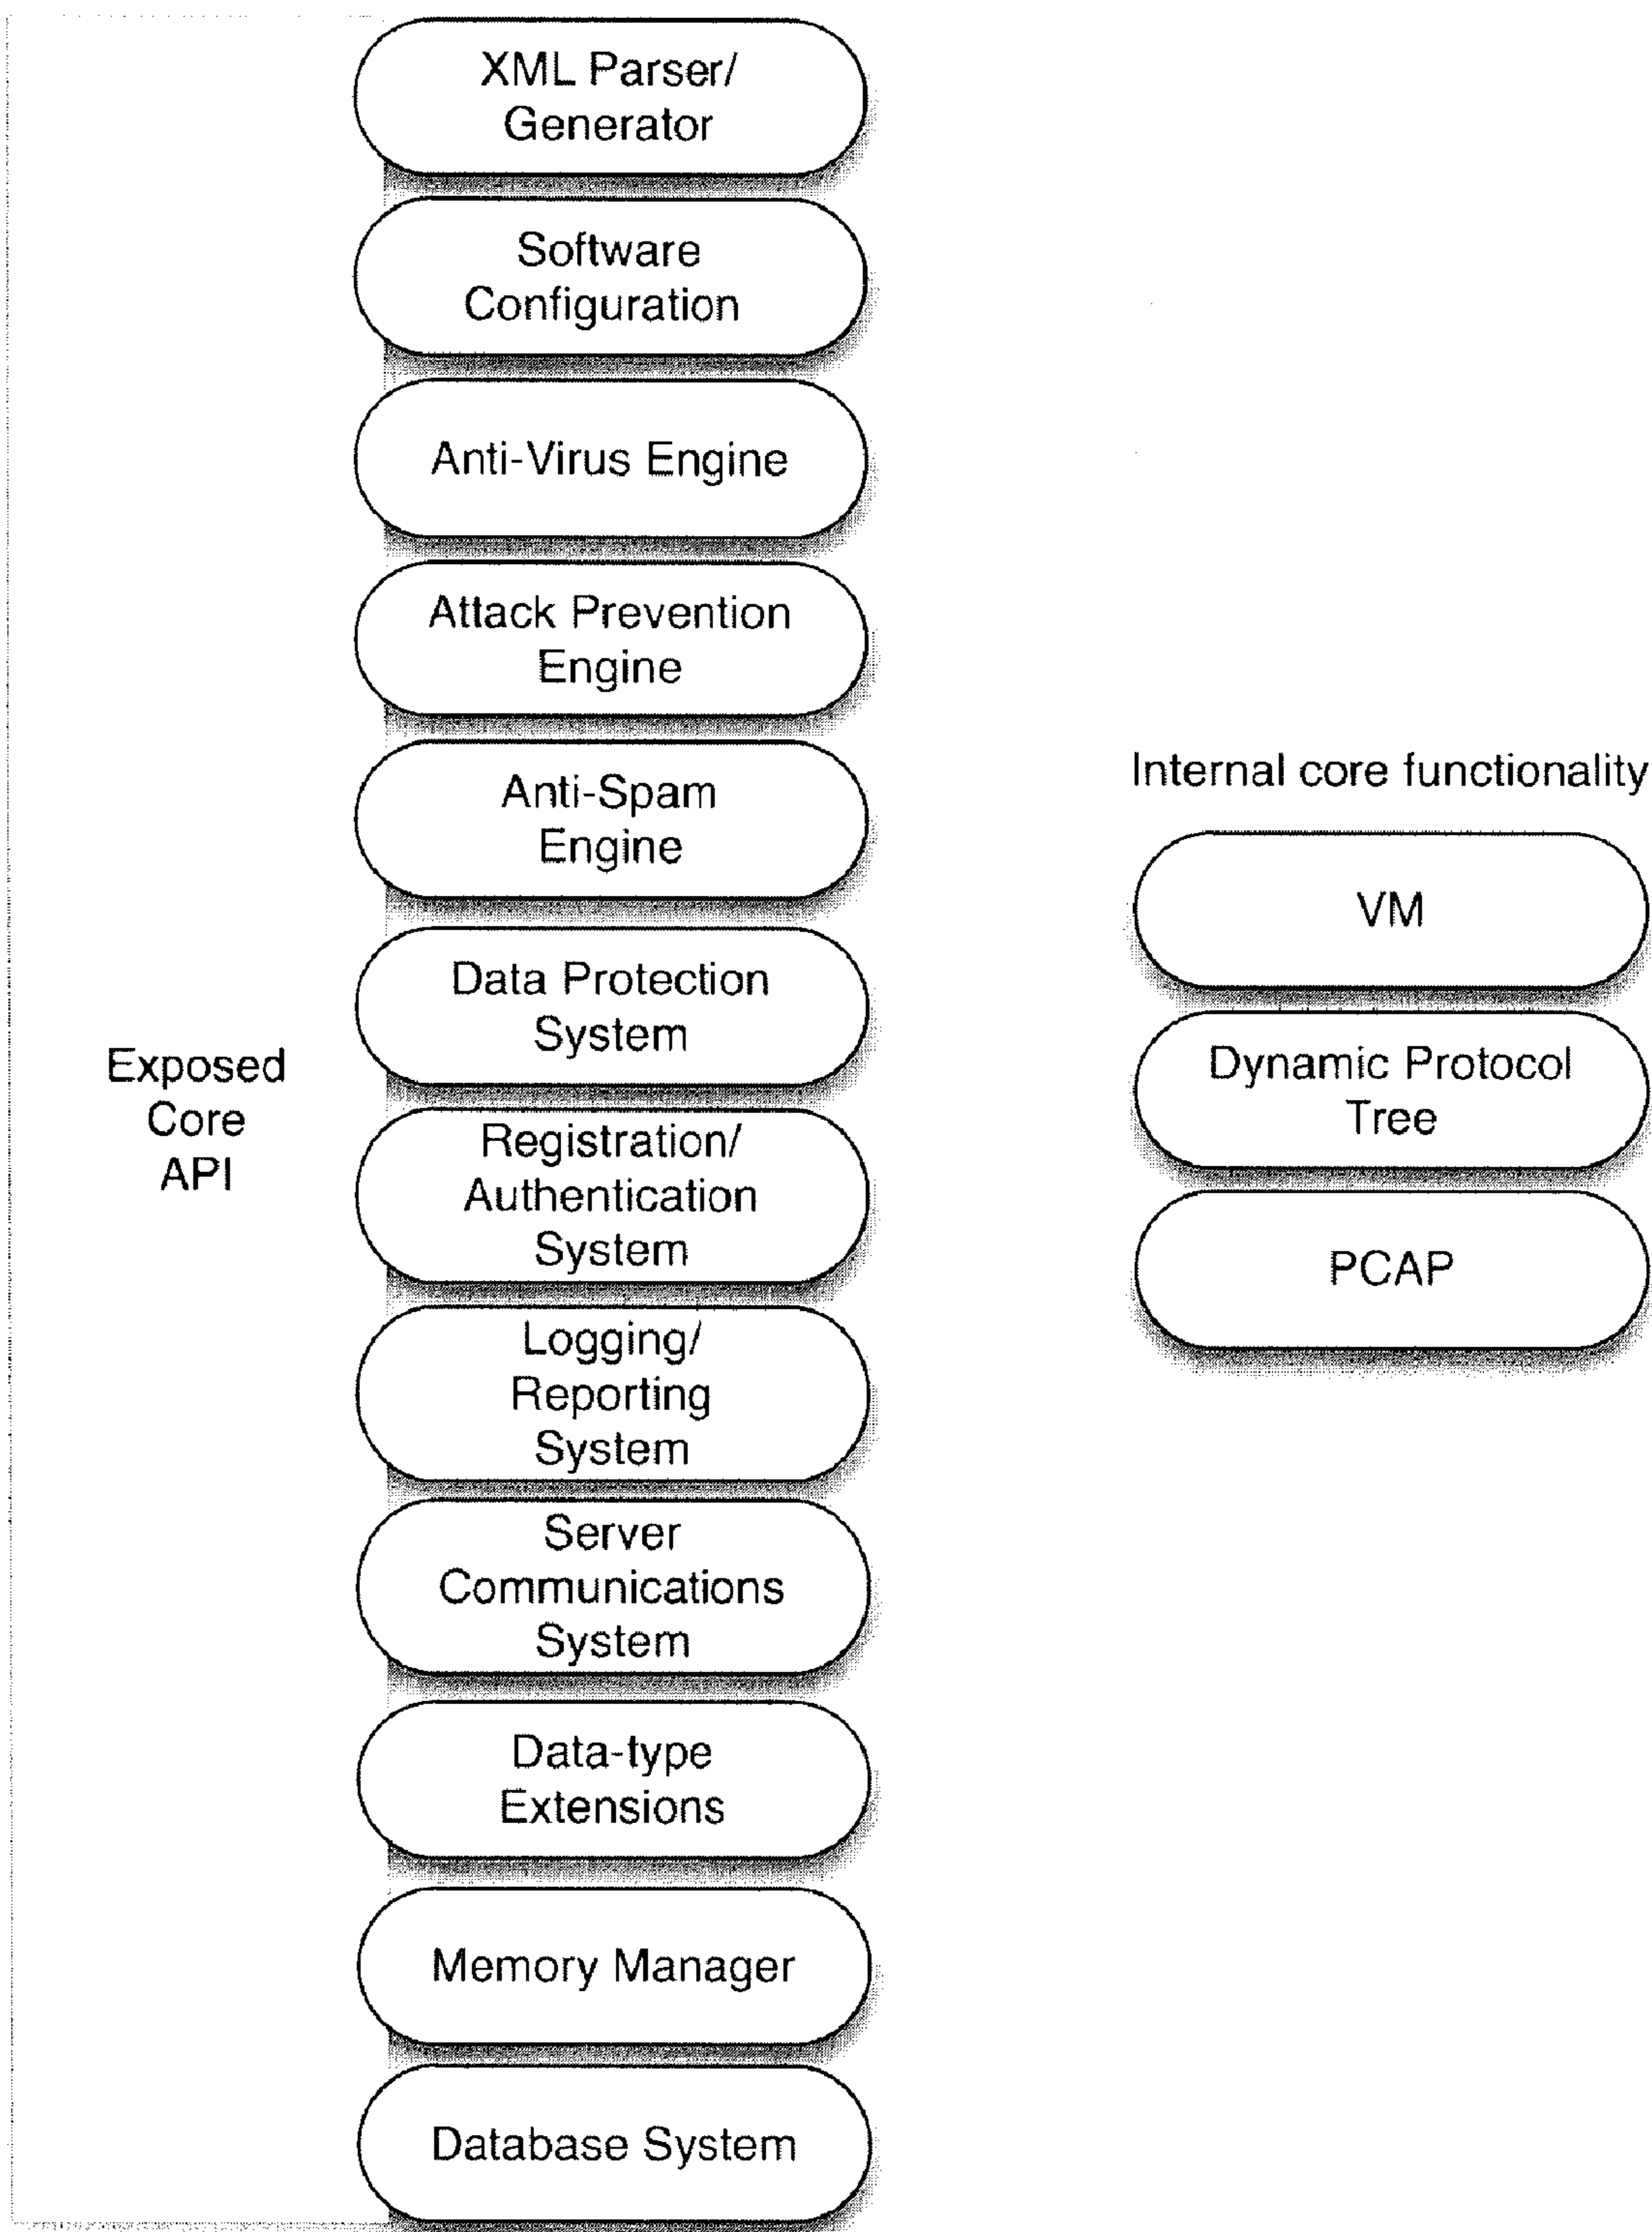 XML Parser/
Generator
Software
Configuration
Anti-Virus Engine
Attack Prevention
Engine
Anti-Spam
Engine
Data Protection
System
Exposed
Core
API
Registration/
Authentication
System
Logging/
Reporting
System
Server
Communications
System
Data-type
Extensions
Memory Manager
Database System
Internal core functionality
VM
Dynamic Protocol
Tree
PCAP